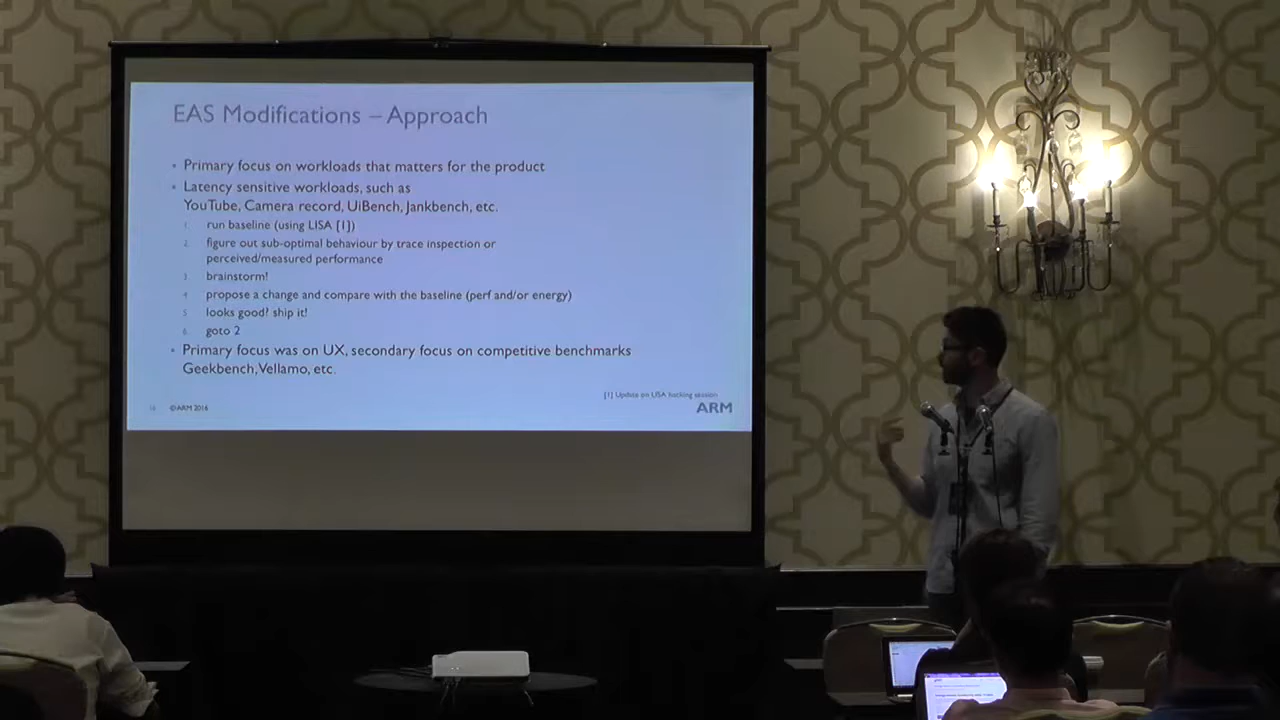 EAS Modifications – Approach
• Primary focus on workloads that matters for the product
• Latency sensitive workloads, such as
YouTube, Camera record, UiBench, Jankbench, etc.
1. run baseline (using LISA [1])
2. figure out sub-optimal behaviour by trace inspection or
perceived/measured performance
3. brainstorm!
4. propose a change and compare with the baseline (perf and/or energy)
5. looks good? ship it!
6. goto 2
• Primary focus was on UX, secondary focus on competitive benchmarks
Geekbench, Vellamo, etc.
[1] Update on LISA hacking session
©ARM 2016
ARM